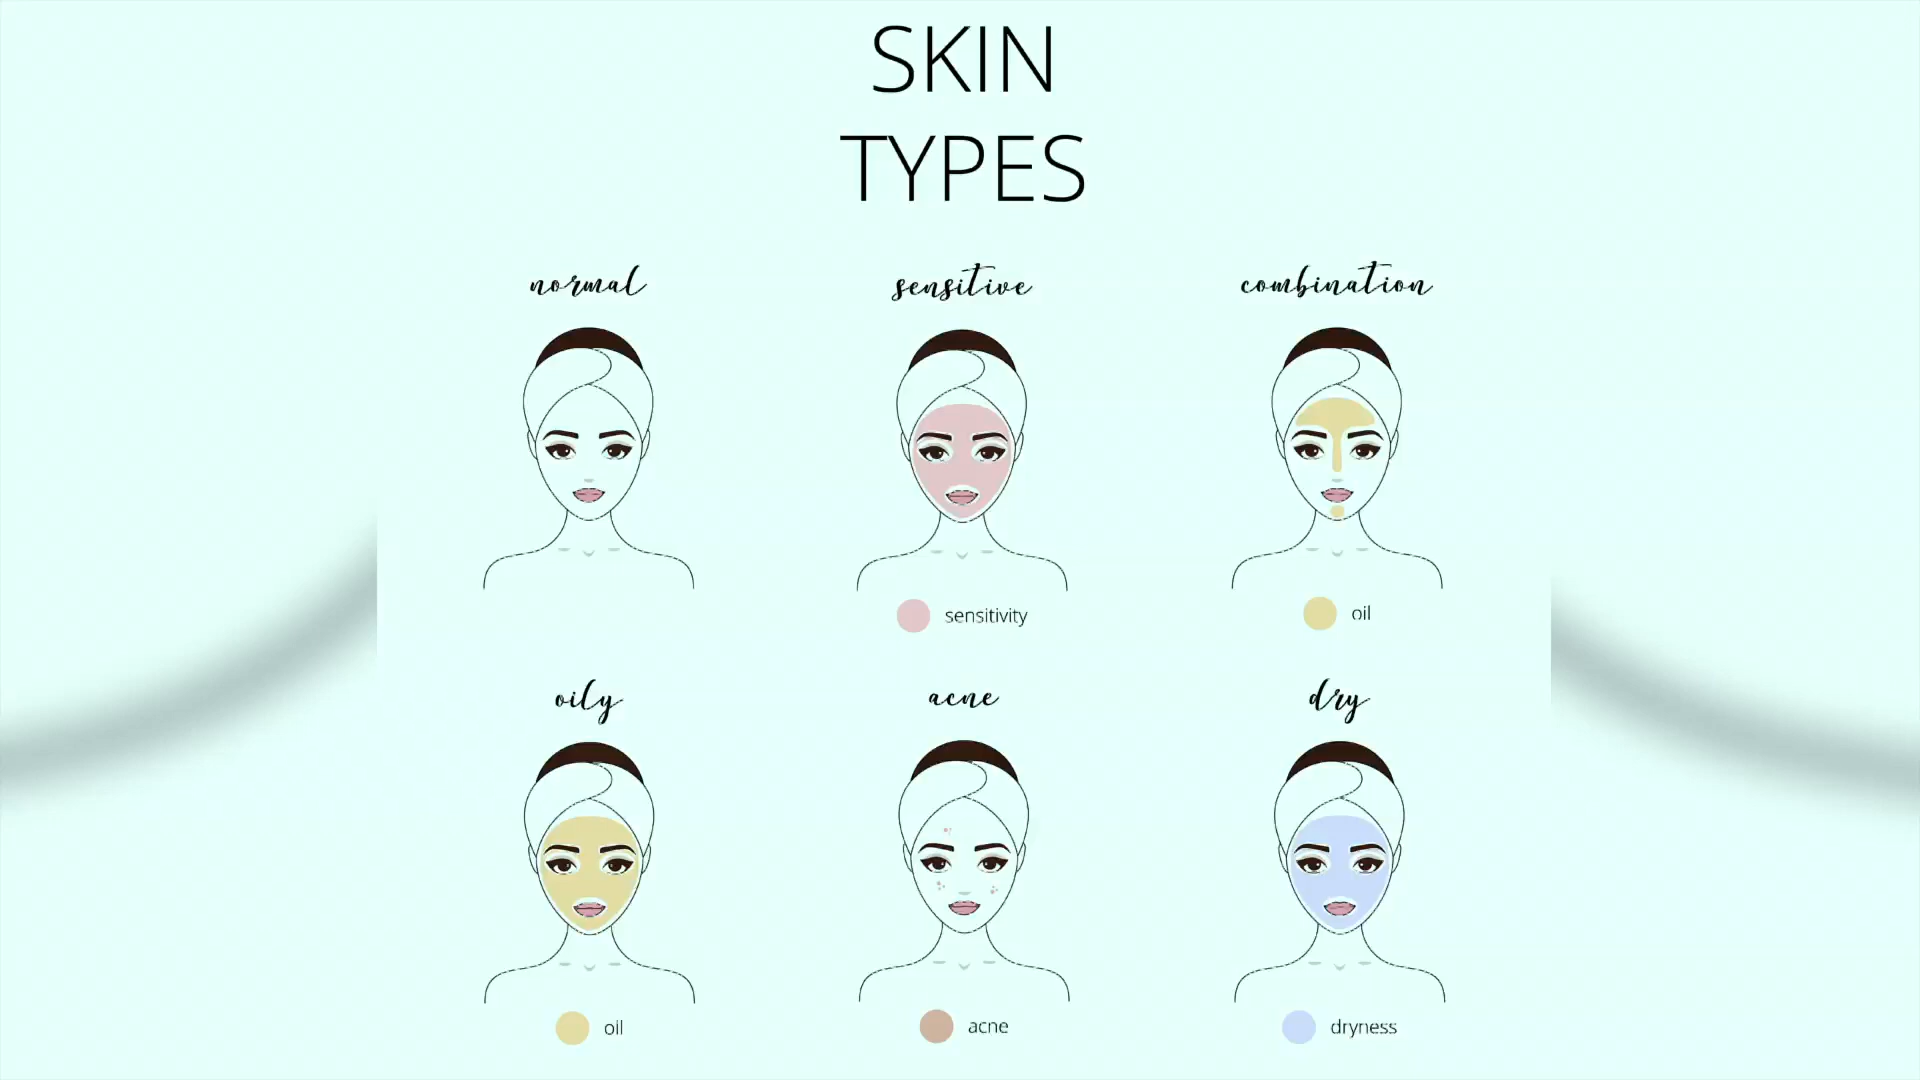 SKIN
TYPES
normal
sensitive
combination
sensitivity
oil
oily
acne
dry
oil
acne
dryness